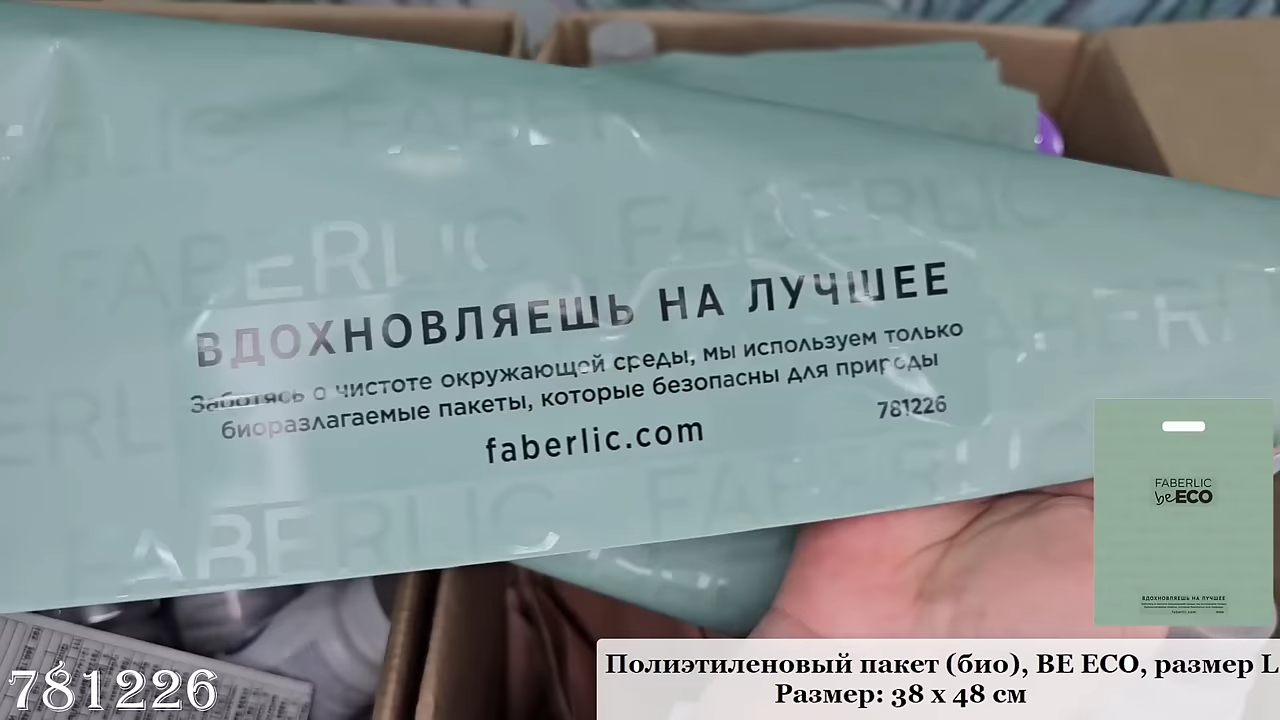 FABERLIC
FABERLIC
FABERLIC
ВДОХНОВЛЯЕШЬ НА ЛУЧШЕЕ
Заботясь о чистоте окружающей среды, мы используем только
биоразлагаемые пакеты, которые безопасны для природы
781226
faberlic.com
FABERLIC
FABERLIC
beECO
ВДОХНОВЛЯЕШЬ НА ЛУЧШЕЕ
781226
Полиэтиленовый пакет (био), BE ECO, размер L
Размер: 38 x 48 см